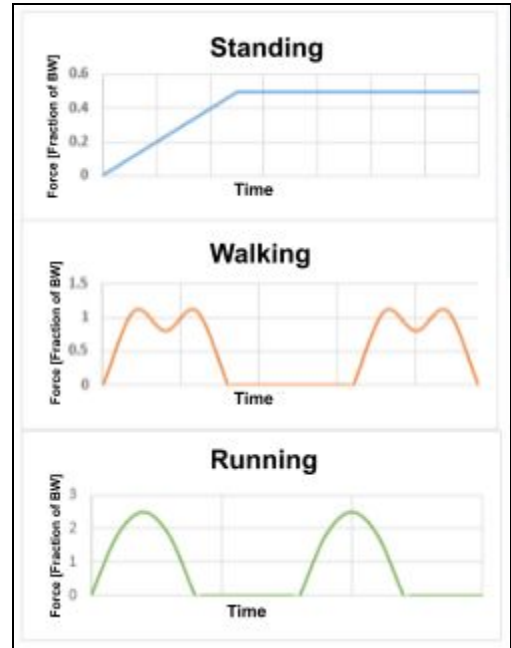 Standing
Force [Fraction of BW]
0.6
0.4
0.2
0
Time
Walking
Force [Fraction of BW]
1.5
1
0.5
0
Time
Running
Force [Fraction of BW]
3
2
1
0
Time